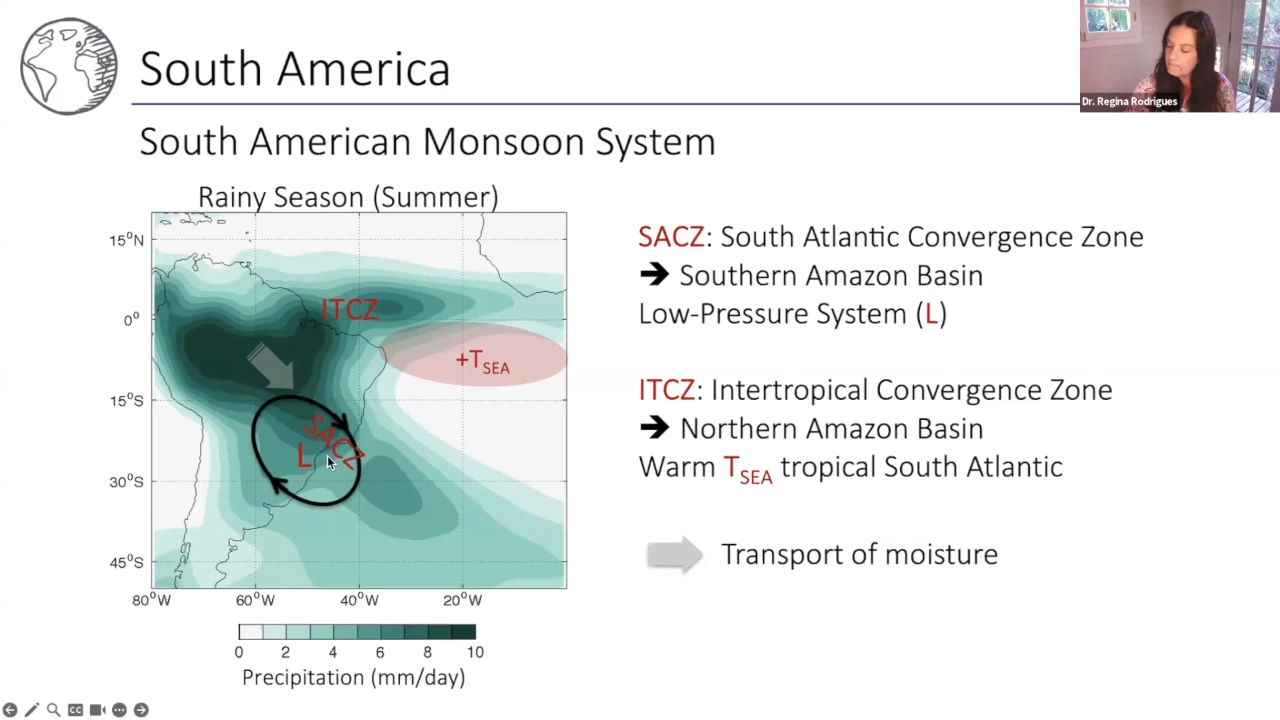 South America
Dr. Regina Rodrigues
South American Monsoon System
Rainy Season (Summer)
15°N
0°
15°S
30°S
45°S
80°W 60°W 40°W 20°W
ITCZ
+TSEA
SACZ
L
0 2 4 6 8 10
Precipitation (mm/day)
SACZ: South Atlantic Convergence Zone
➔ Southern Amazon Basin
Low-Pressure System (L)
ITCZ: Intertropical Convergence Zone
➔ Northern Amazon Basin
Warm TSEA tropical South Atlantic
Transport of moisture
CC